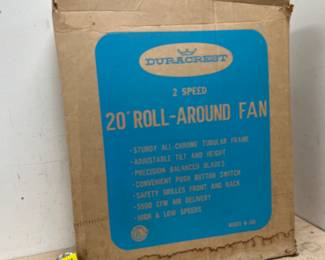 DURACREST
2 SPEED
20" ROLL-AROUND FAN
• STURDY ALL-CHROME TUBULAR FRAME
• ADJUSTABLE TILT AND HEIGHT
• PRECISION BALANCED BLADES
• CONVENIENT PUSH BUTTON SWITCH
• SAFETY GRILLES FRONT AND BACK
• 5500 CFM AIR DELIVERY
• HIGH & LOW SPEEDS
MODEL